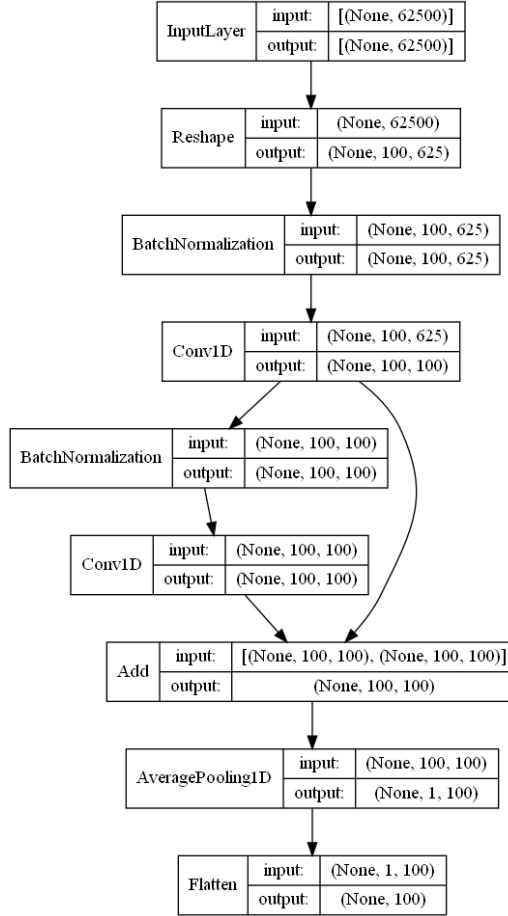 InputLayer input: [(None, 62500)]
output: [(None, 62500)]
Reshape input: (None, 62500)
output: (None, 100, 625)
BatchNormalization input: (None, 100, 625)
output: (None, 100, 625)
Conv1D input: (None, 100, 625)
output: (None, 100, 100)
BatchNormalization input: (None, 100, 100)
output: (None, 100, 100)
Conv1D input: (None, 100, 100)
output: (None, 100, 100)
Add input: [(None, 100, 100), (None, 100, 100)]
output: (None, 100, 100)
AveragePooling1D input: (None, 100, 100)
output: (None, 1, 100)
Flatten input: (None, 1, 100)
output: (None, 100)